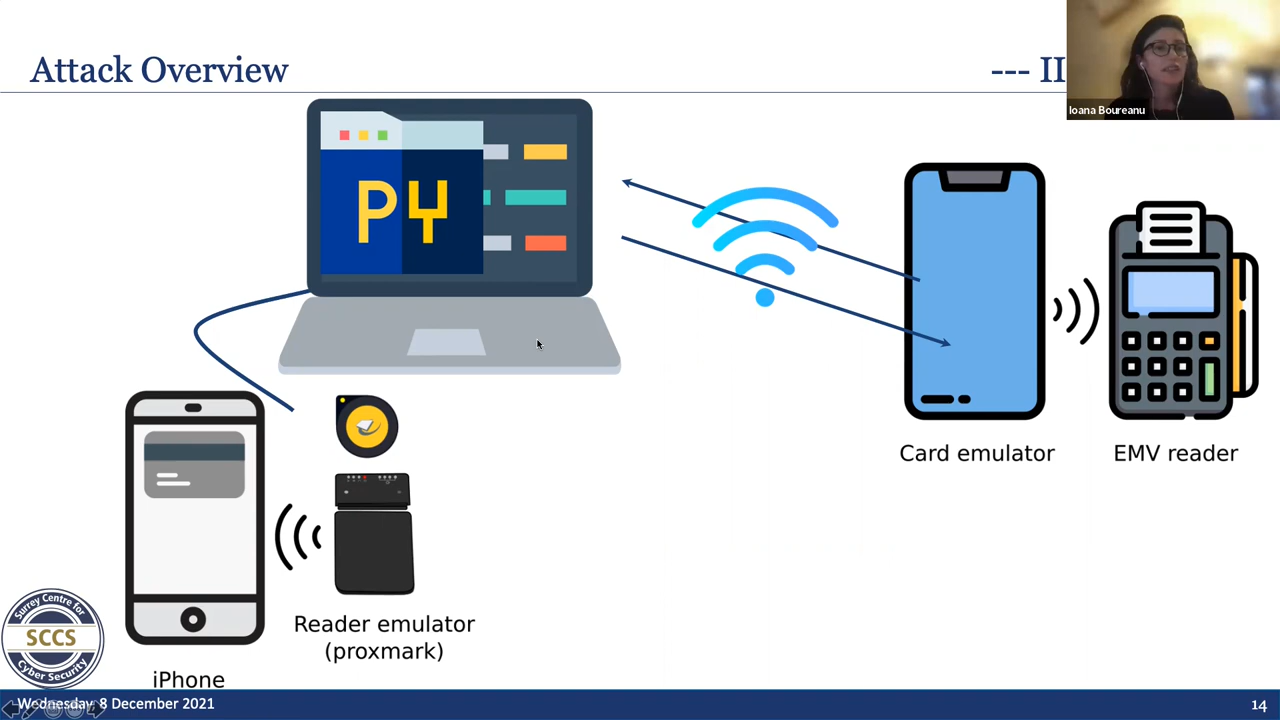 Attack Overview
--- II
Ioana Boureanu
PY
Card emulator
EMV reader
Reader emulator
(proxmark)
iPhone
Surrey Centre for
SCCS
Cyber Security
Wednesday, 8 December 2021
14